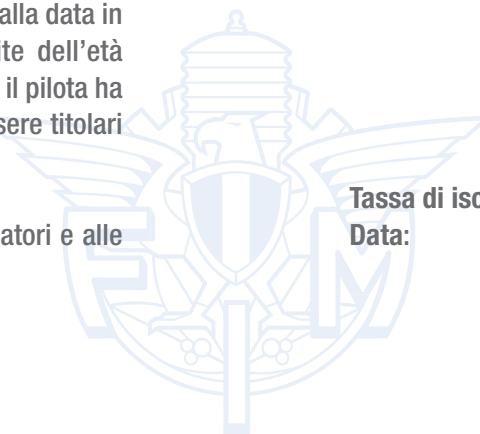 alla data in
ite dell'età
il pilota ha
sere titolari
atori e alle
Tassa di isc
Data:
F M